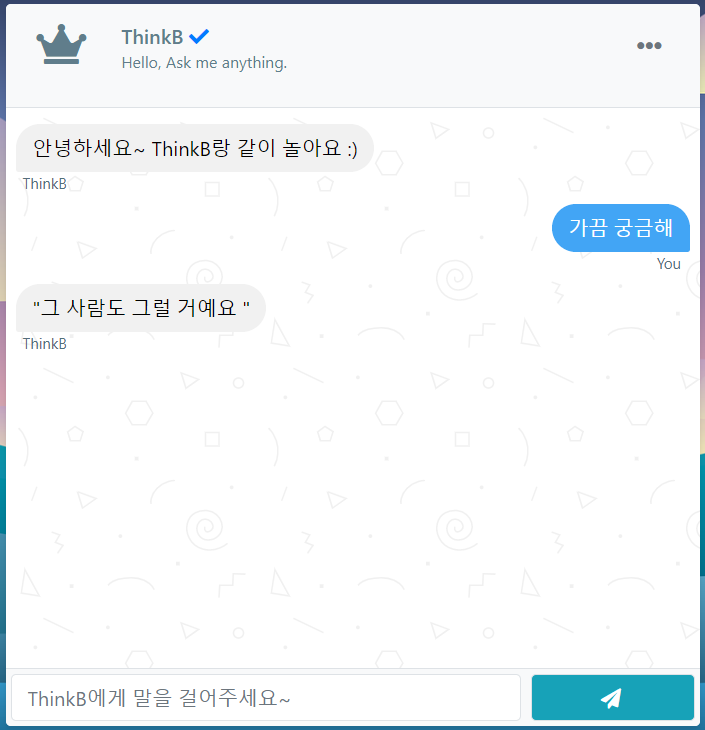 ThinkB
Hello, Ask me anything.
안녕하세요~ ThinkB랑 같이 놀아요 :)
ThinkB
가끔 궁금해
You
"그 사람도 그럴 거예요 "
ThinkB
ThinkB에게 말을 걸어주세요~